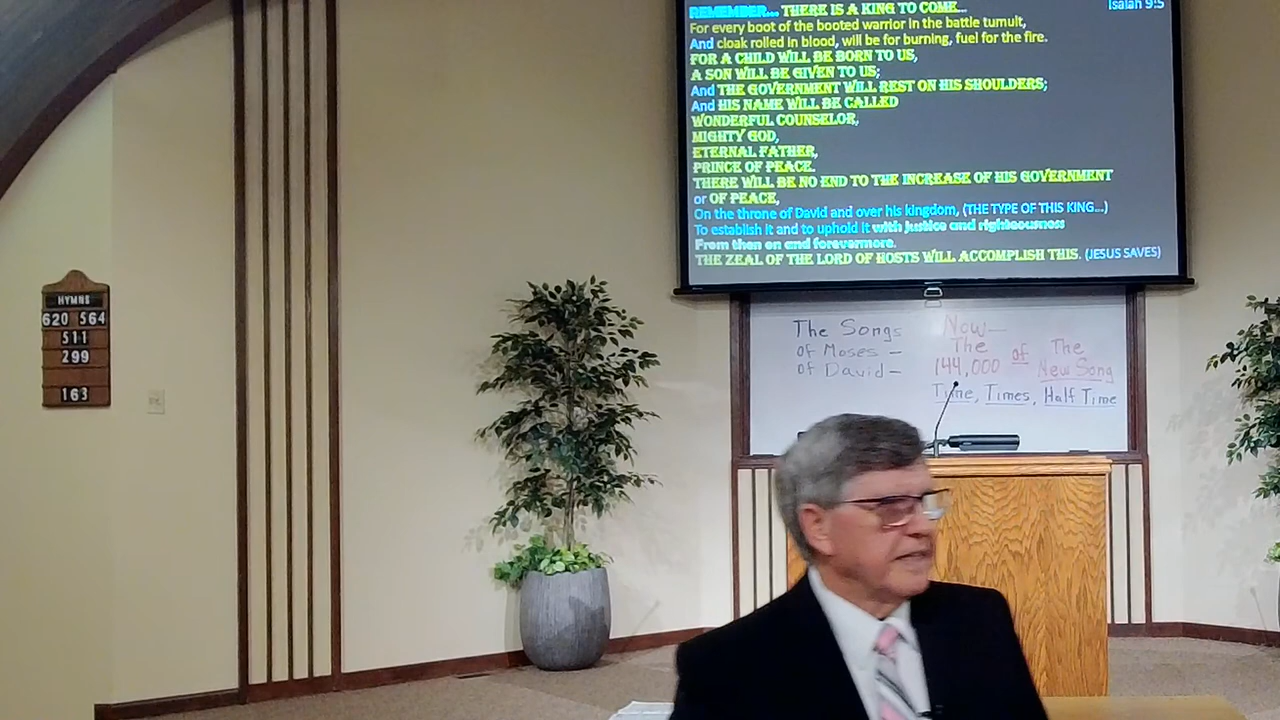 REMEMBER... THERE IS A KING TO COME... Isaiah 9:5
For every boot of the booted warrior in the battle tumult,
And cloak rolled in blood, will be for burning, fuel for the fire.
FOR A CHILD WILL BE BORN TO US,
A SON WILL BE GIVEN TO US;
And THE GOVERNMENT WILL REST ON HIS SHOULDERS;
And HIS NAME WILL BE CALLED
WONDERFUL COUNSELOR,
MIGHTY GOD,
ETERNAL FATHER,
PRINCE OF PEACE.
THERE WILL BE NO END TO THE INCREASE OF HIS GOVERNMENT
or OF PEACE,
On the throne of David and over his kingdom, (THE TYPE OF THIS KING...)
To establish it and to uphold it with justice and righteousness
From then on and forevermore.
THE ZEAL OF THE LORD OF HOSTS WILL ACCOMPLISH THIS. (JESUS SAVES)
HYMNS
620 564
511
299
163
The Songs
of Moses –
of David –
Now—
The
144,000 of The
New Song
Time, Times, Half Time